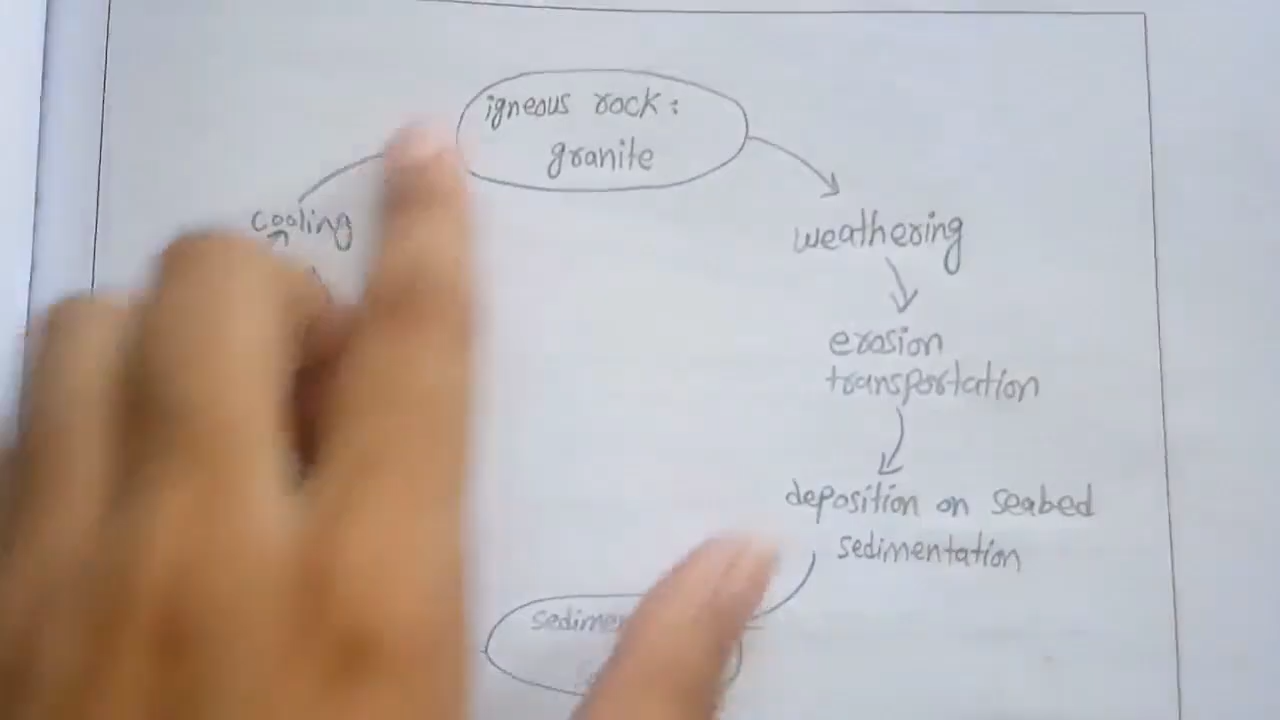 igneous rock:
granite
cooling
weathering
erosion
transportation
deposition on seabed
sedimentation